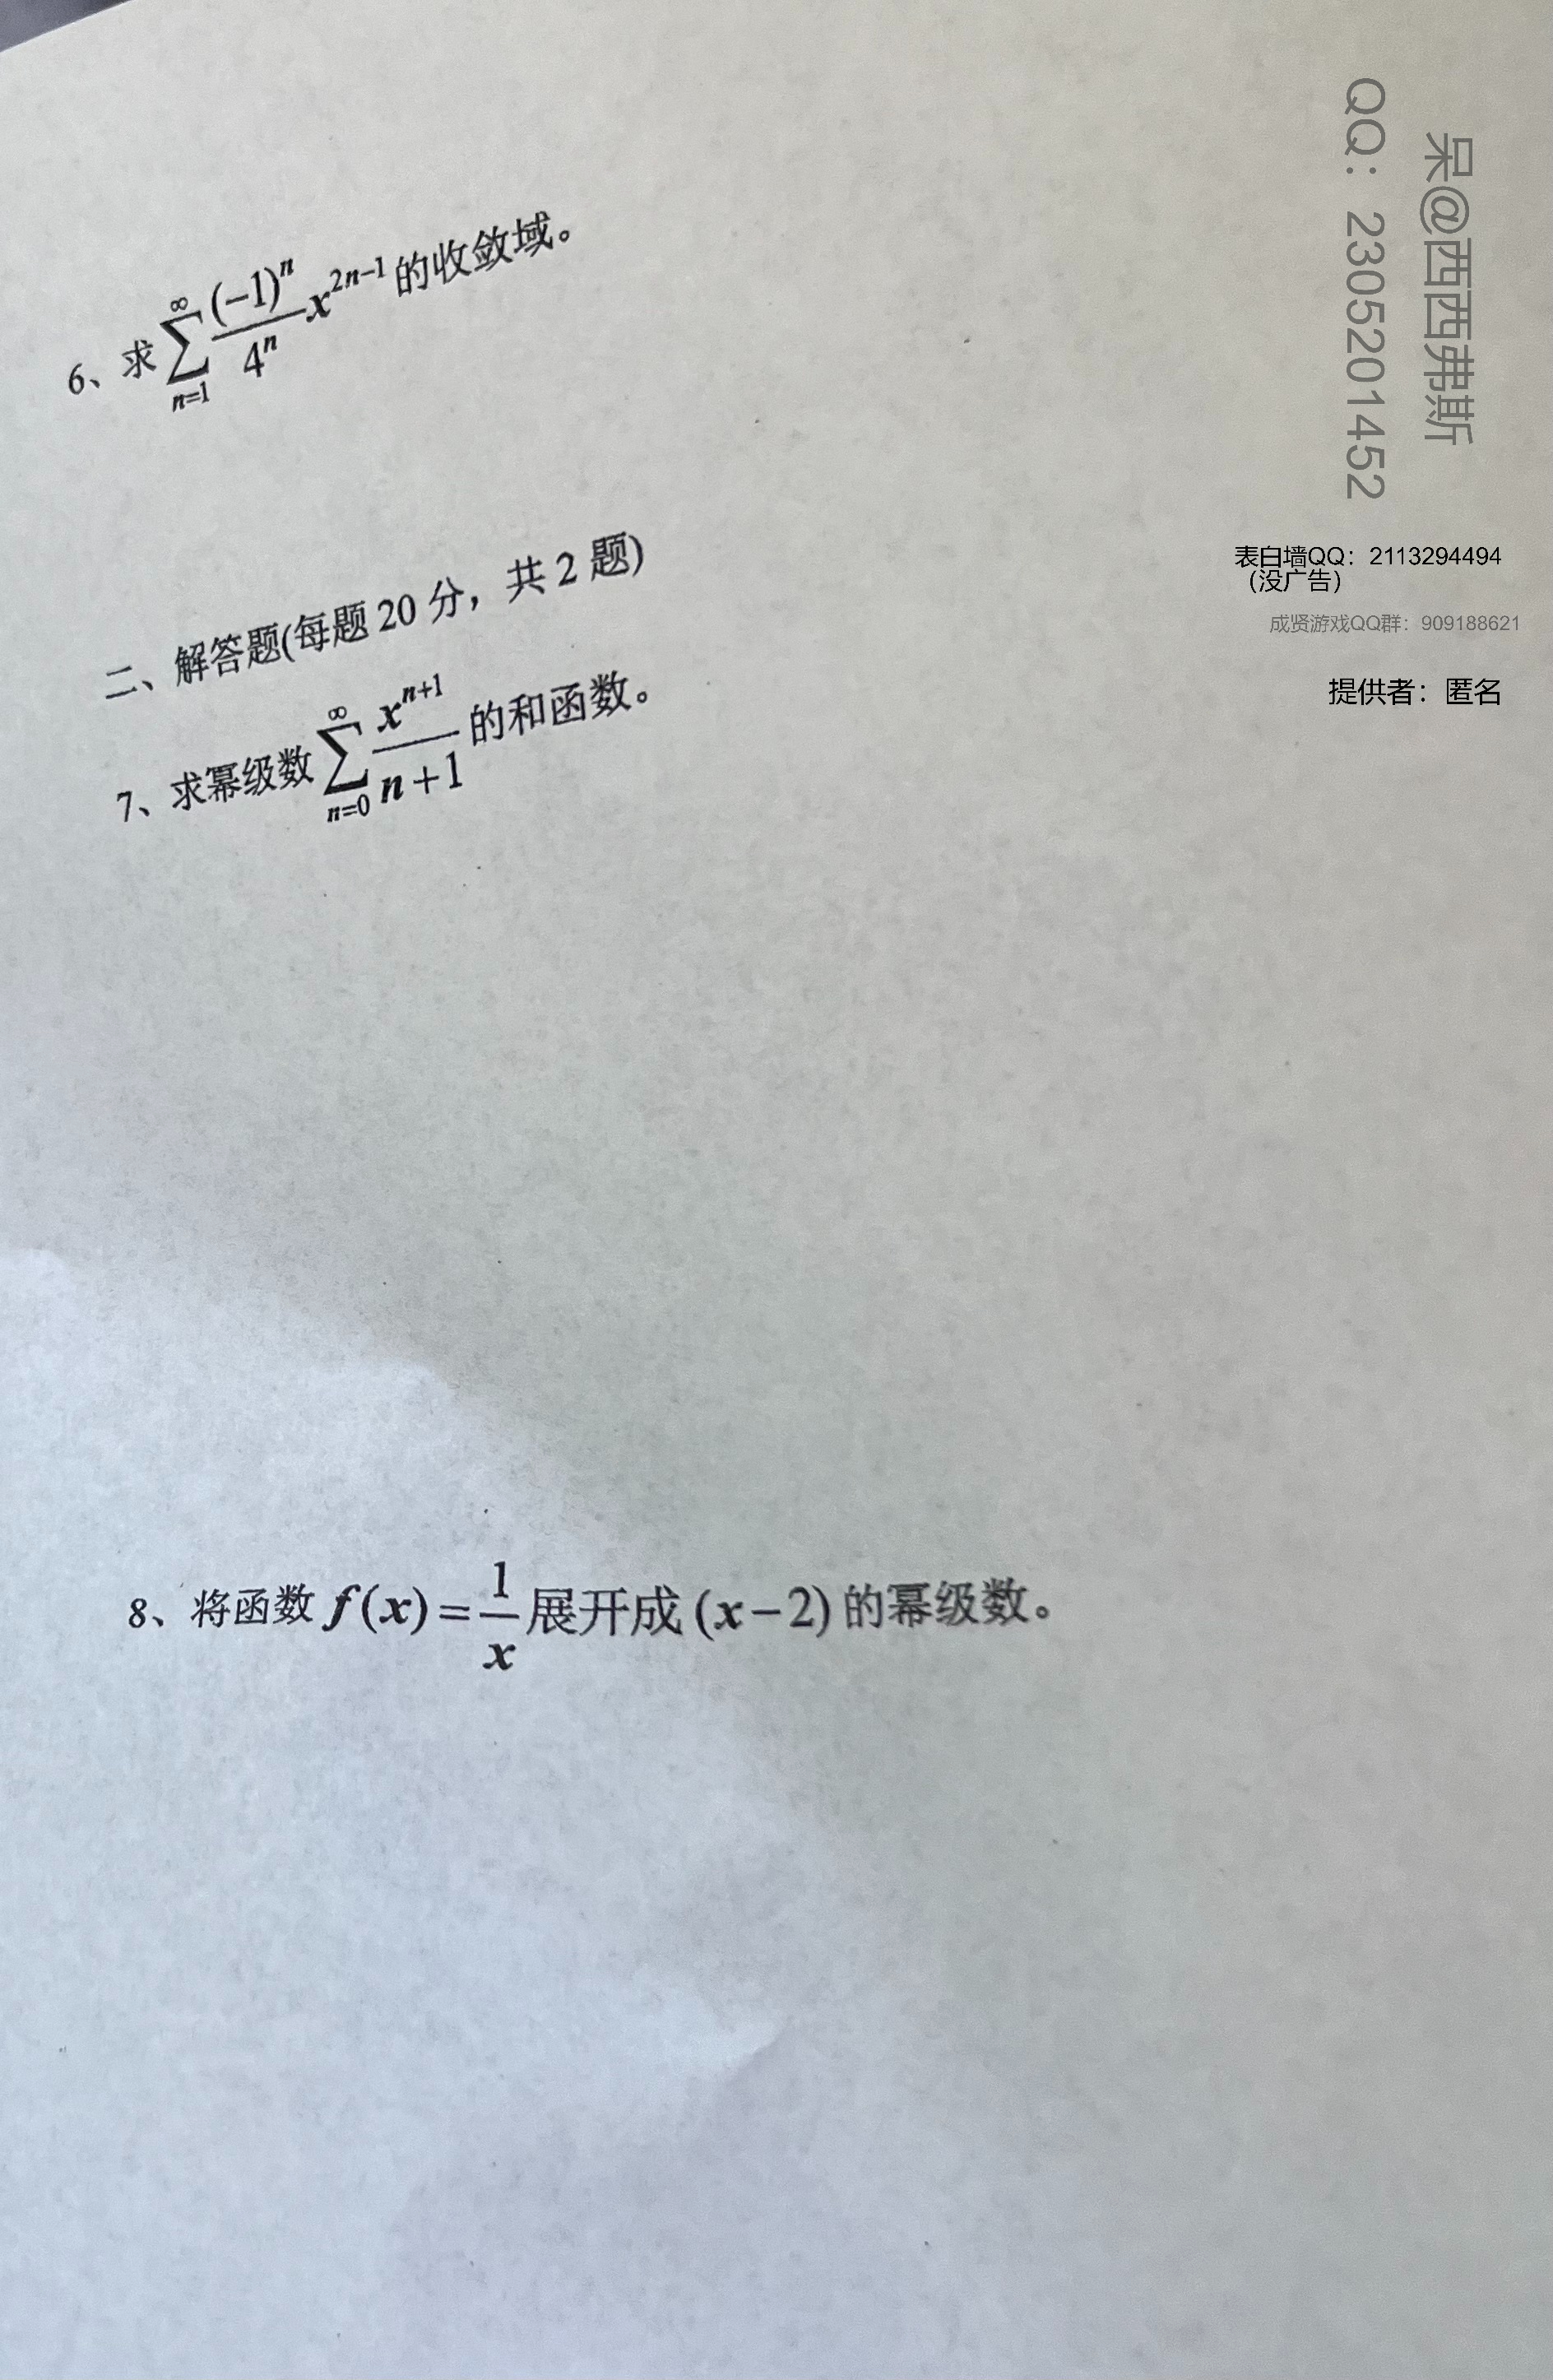 6、求 \sum_{n=1}^{∞} \frac{(-1)^n}{4^n} x^{2n-1} 的收敛域。
二、解答题(每题 20 分，共 2 题)
7、求幂级数 \sum_{n=0}^{∞} \frac{x^{n+1}}{n+1} 的和函数。
8、将函数 f(x) = \frac{1}{x} 展开成 (x-2) 的幂级数。
呆@西西弗斯
QQ：2305201452
表白墙QQ：2113294494
（没广告）
成贤游戏QQ群：909188621
提供者：匿名